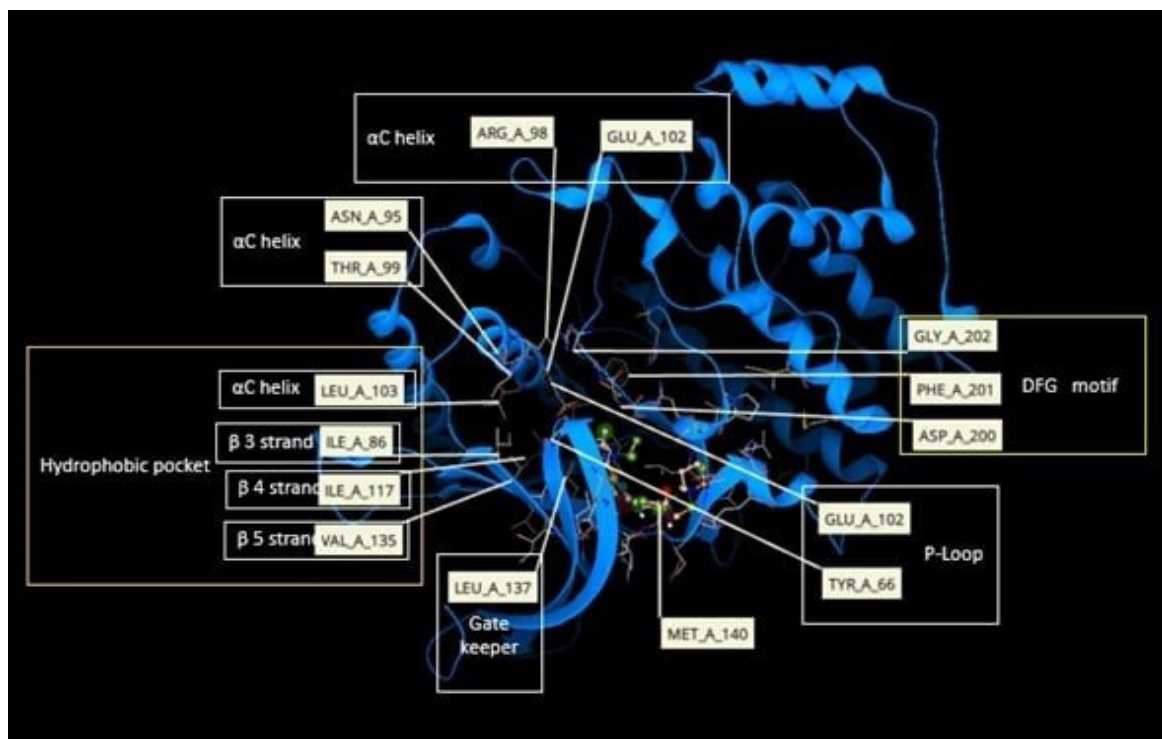 αC helix
ARG_A_98
GLU_A_102
αC helix
ASN_A_95
THR_A_99
GLY_A_202
PHE_A_201
ASP_A_200
DFG motif
Hydrophobic pocket
αC helix
LEU_A_103
β 3 strand
ILE_A_86
β 4 strand
ILE_A_117
β 5 strand
VAL_A_135
GLU_A_102
P-Loop
TYR_A_66
LEU_A_137
Gate
keeper
MET_A_140